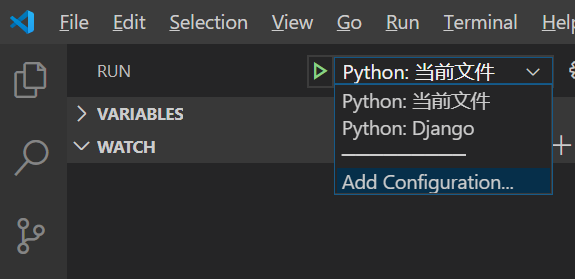 File Edit Selection View Go Run Terminal
RUN Python: 当前文件
VARIABLES
WATCH
Python: 当前文件
Python: Django
Add Configuration...